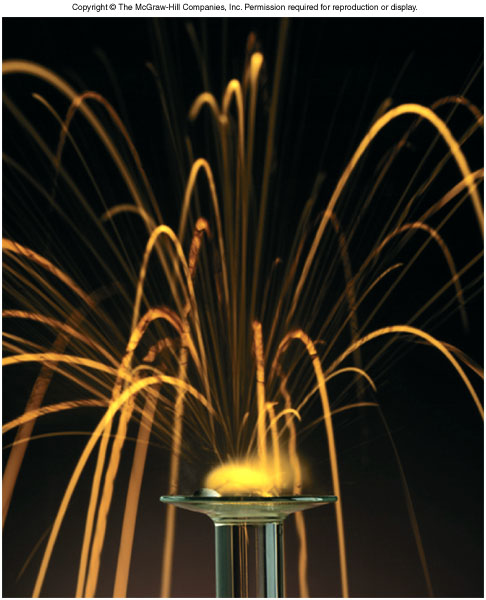 Copyright © The McGraw-Hill Companies, Inc. Permission required for reproduction or display.